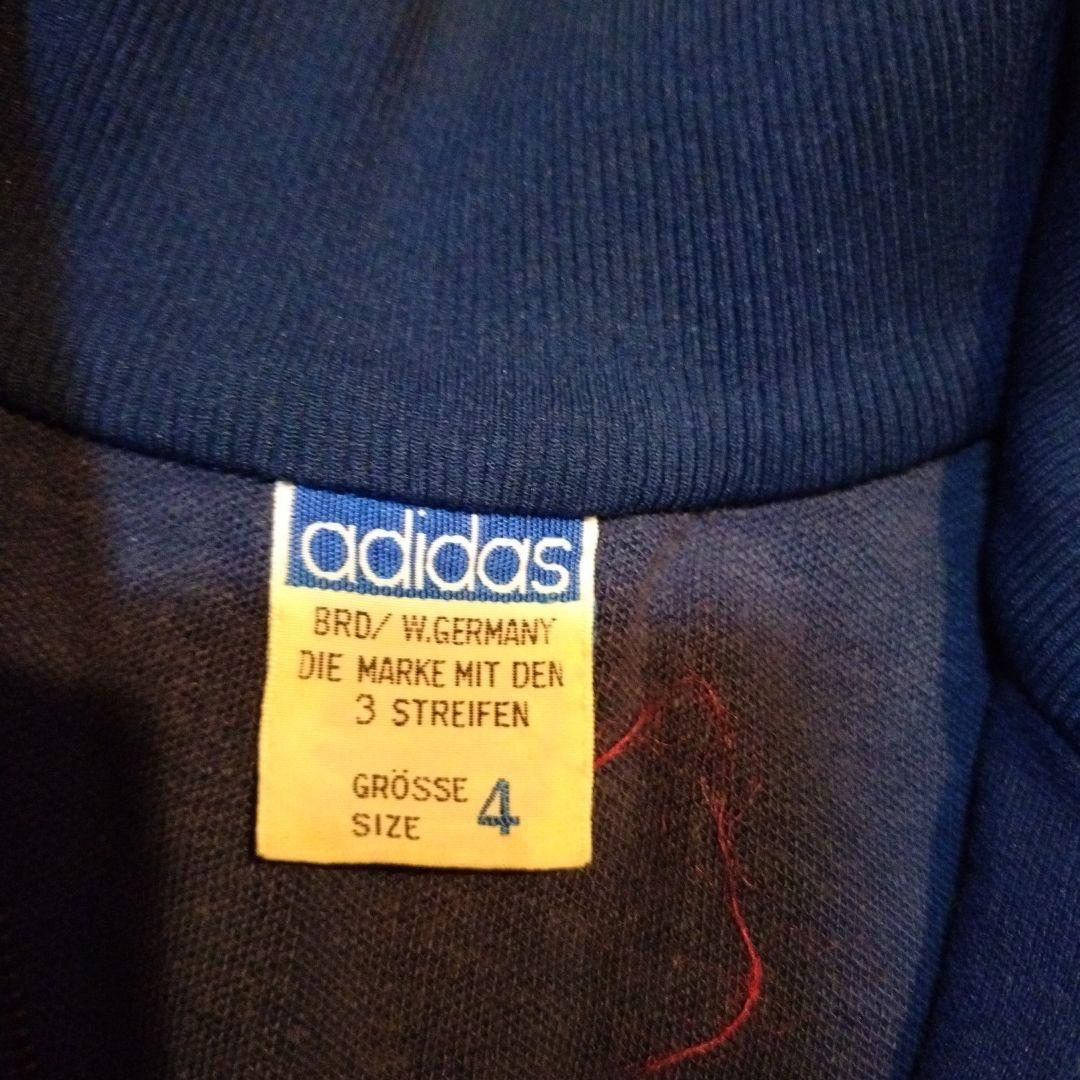 adidas
BRD/ W.GERMANY
DIE MARKE MIT DEN
3 STREIFEN
GRÖSSE 4
SIZE